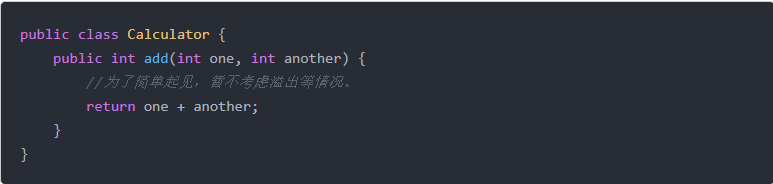 public class Calculator {
    public int add(int one, int another) {
        //为了简单起见，暂不考虑溢出等情况。
        return one + another;
    }
}